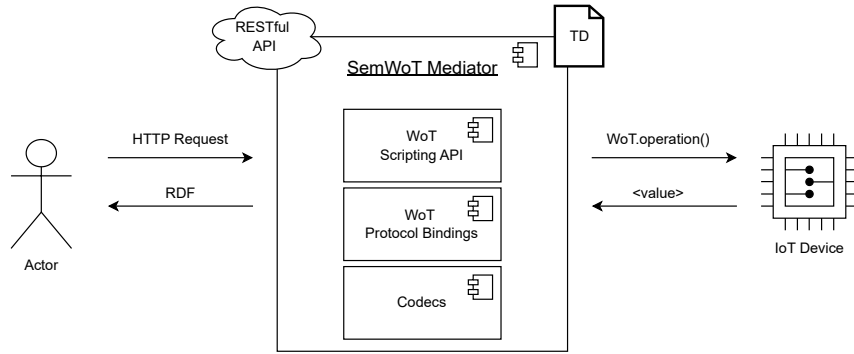 RESTful
API
TD
SemWoT Mediator
HTTP Request
RDF
Actor
WoT
Scripting API
WoT
Protocol Bindings
Codecs
WoT.operation()
<value>
IoT Device